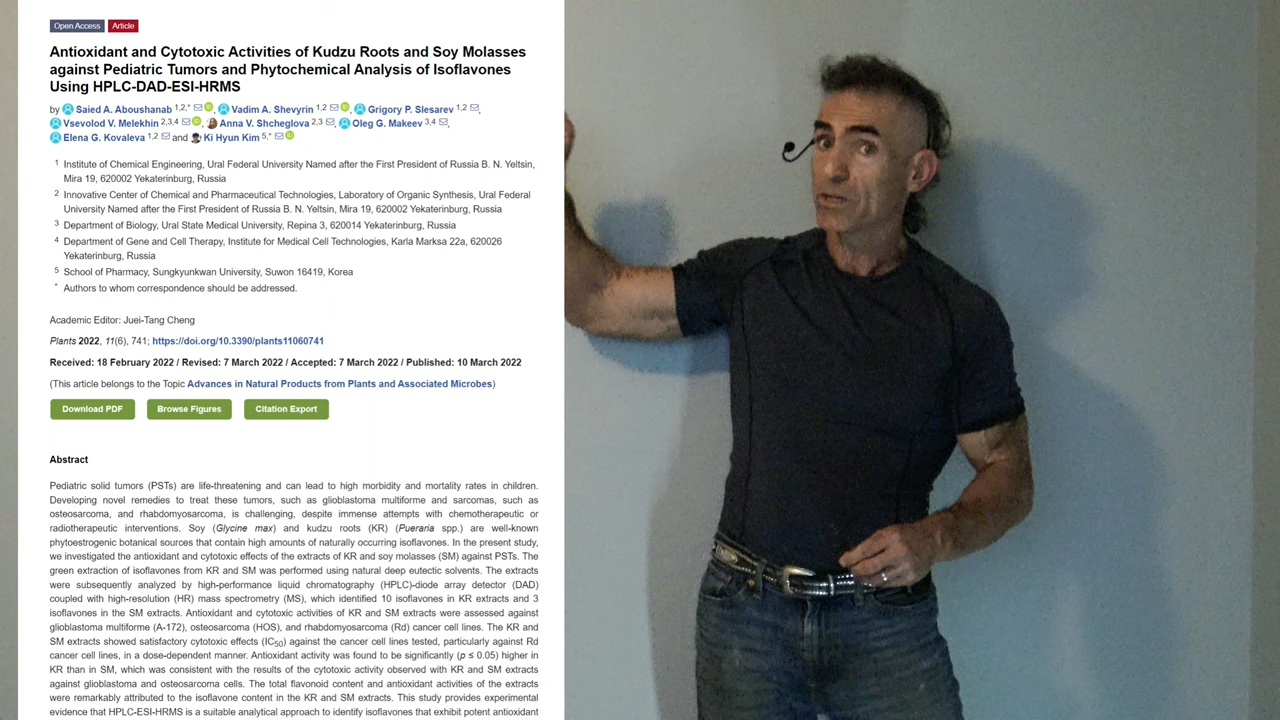 Open Access Article
Antioxidant and Cytotoxic Activities of Kudzu Roots and Soy Molasses
against Pediatric Tumors and Phytochemical Analysis of Isoflavones
Using HPLC-DAD-ESI-HRMS
by Saied A. Aboushanab 1,2,* , Vadim A. Shevyrin 1,2 , Grigory P. Slesarev 1,2 ,
Vsevolod V. Melekhin 2,3,4 , Anna V. Shcheglova 2,3 , Oleg G. Makeev 3,4 ,
Elena G. Kovaleva 1,2 and Ki Hyun Kim 5,*
1 Institute of Chemical Engineering, Ural Federal University Named after the First President of Russia B. N. Yeltsin,
Mira 19, 620002 Yekaterinburg, Russia
2 Innovative Center of Chemical and Pharmaceutical Technologies, Laboratory of Organic Synthesis, Ural Federal
University Named after the First President of Russia B. N. Yeltsin, Mira 19, 620002 Yekaterinburg, Russia
3 Department of Biology, Ural State Medical University, Repina 3, 620014 Yekaterinburg, Russia
4 Department of Gene and Cell Therapy, Institute for Medical Cell Technologies, Karla Marksa 22a, 620026
Yekaterinburg, Russia
5 School of Pharmacy, Sungkyunkwan University, Suwon 16419, Korea
* Authors to whom correspondence should be addressed.
Academic Editor: Juei-Tang Cheng
Plants 2022, 11(6), 741; https://doi.org/10.3390/plants11060741
Received: 18 February 2022 / Revised: 7 March 2022 / Accepted: 7 March 2022 / Published: 10 March 2022
(This article belongs to the Topic Advances in Natural Products from Plants and Associated Microbes)
Download PDF Browse Figures Citation Export
Abstract
Pediatric solid tumors (PSTs) are life-threatening and can lead to high morbidity and mortality rates in children.
Developing novel remedies to treat these tumors, such as glioblastoma multiforme and sarcomas, such as
osteosarcoma, and rhabdomyosarcoma, is challenging, despite immense attempts with chemotherapeutic or
radiotherapeutic interventions. Soy (Glycine max) and kudzu roots (KR) (Pueraria spp.) are well-known
phytoestrogenic botanical sources that contain high amounts of naturally occurring isoflavones. In the present study,
we investigated the antioxidant and cytotoxic effects of the extracts of KR and soy molasses (SM) against PSTs. The
green extraction of isoflavones from KR and SM was performed using natural deep eutectic solvents. The extracts
were subsequently analyzed by high-performance liquid chromatography (HPLC)-diode array detector (DAD)
coupled with high-resolution (HR) mass spectrometry (MS), which identified 10 isoflavones in KR extracts and 3
isoflavones in the SM extracts. Antioxidant and cytotoxic activities of KR and SM extracts were assessed against
glioblastoma multiforme (A-172), osteosarcoma (HOS), and rhabdomyosarcoma (Rd) cancer cell lines. The KR and
SM extracts showed satisfactory cytotoxic effects (IC50) against the cancer cell lines tested, particularly against Rd
cancer cell lines, in a dose-dependent manner. Antioxidant activity was found to be significantly (p ≤ 0.05) higher in
KR than in SM, which was consistent with the results of the cytotoxic activity observed with KR and SM extracts
against glioblastoma and osteosarcoma cells. The total flavonoid content and antioxidant activities of the extracts
were remarkably attributed to the isoflavone content in the KR and SM extracts. This study provides experimental
evidence that HPLC-ESI-HRMS is a suitable analytical approach to identify isoflavones that exhibit potent antioxidant